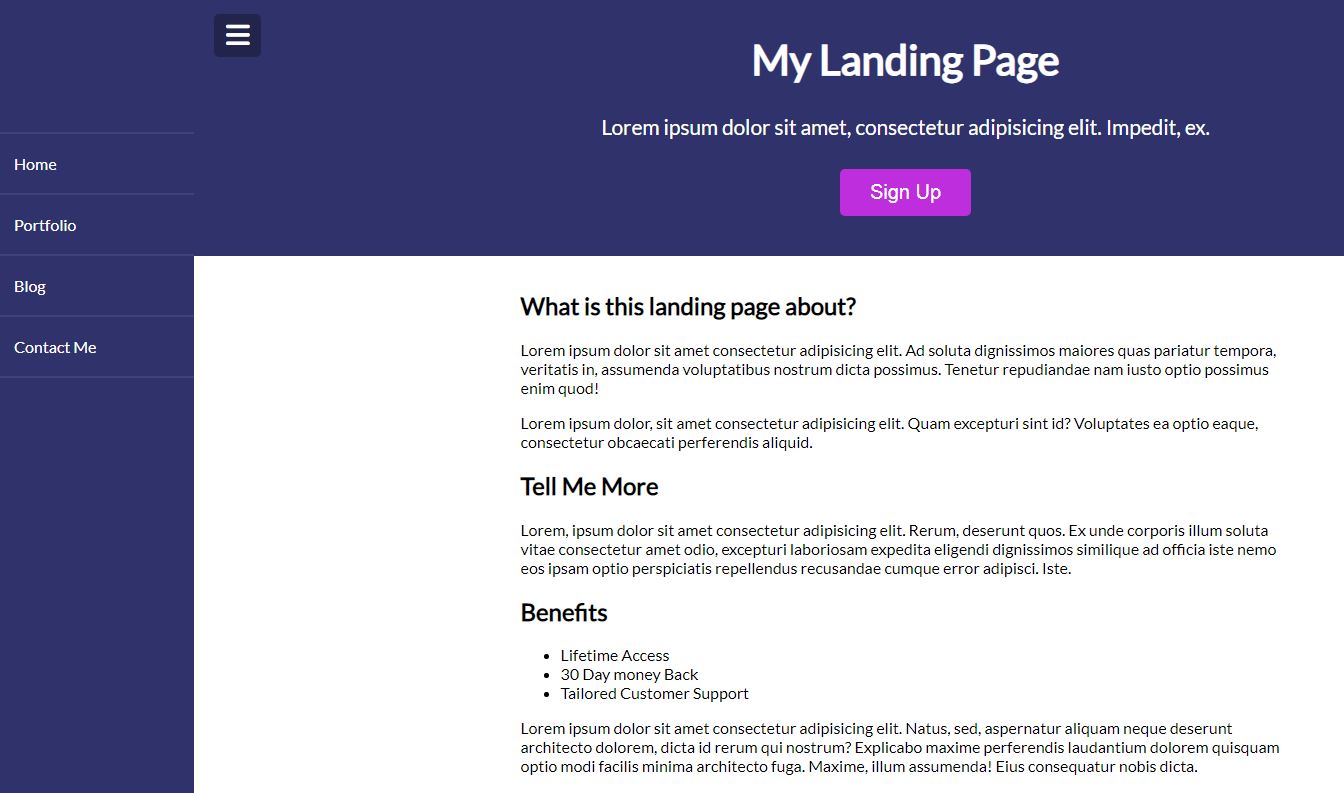 My Landing Page
Lorem ipsum dolor sit amet, consectetur adipisicing elit. Impedit, ex.
Sign Up
Home
Portfolio
Blog
Contact Me
What is this landing page about?
Lorem ipsum dolor sit amet consectetur adipisicing elit. Ad soluta dignissimos maiores quas pariatur tempora,
veritatis in, assumenda voluptatibus nostrum dicta possimus. Tenetur repudiandae nam iusto optio possimus
enim quod!
Lorem ipsum dolor, sit amet consectetur adipisicing elit. Quam excepturi sint id? Voluptates ea optio eaque,
consectetur obcaecati perferendis aliquid.
Tell Me More
Lorem, ipsum dolor sit amet consectetur adipisicing elit. Rerum, deserunt quos. Ex unde corporis illum soluta
vitae consectetur amet odio, excepturi laboriosam expedita eligendi dignissimos similique ad officia iste nemo
eos ipsam optio perspiciatis repellendus recusandae cumque error adipisci. Iste.
Benefits
Lifetime Access
30 Day money Back
Tailored Customer Support
Lorem ipsum dolor sit amet consectetur adipisicing elit. Natus, sed, aspernatur aliquam neque deserunt
architecto dolorem, dicta id rerum qui nostrum? Explicabo maxime perferendis laudantium dolorem quisquam
optio modi facilis minima architecto fuga. Maxime, illum assumenda! Eius consequatur nobis dicta.